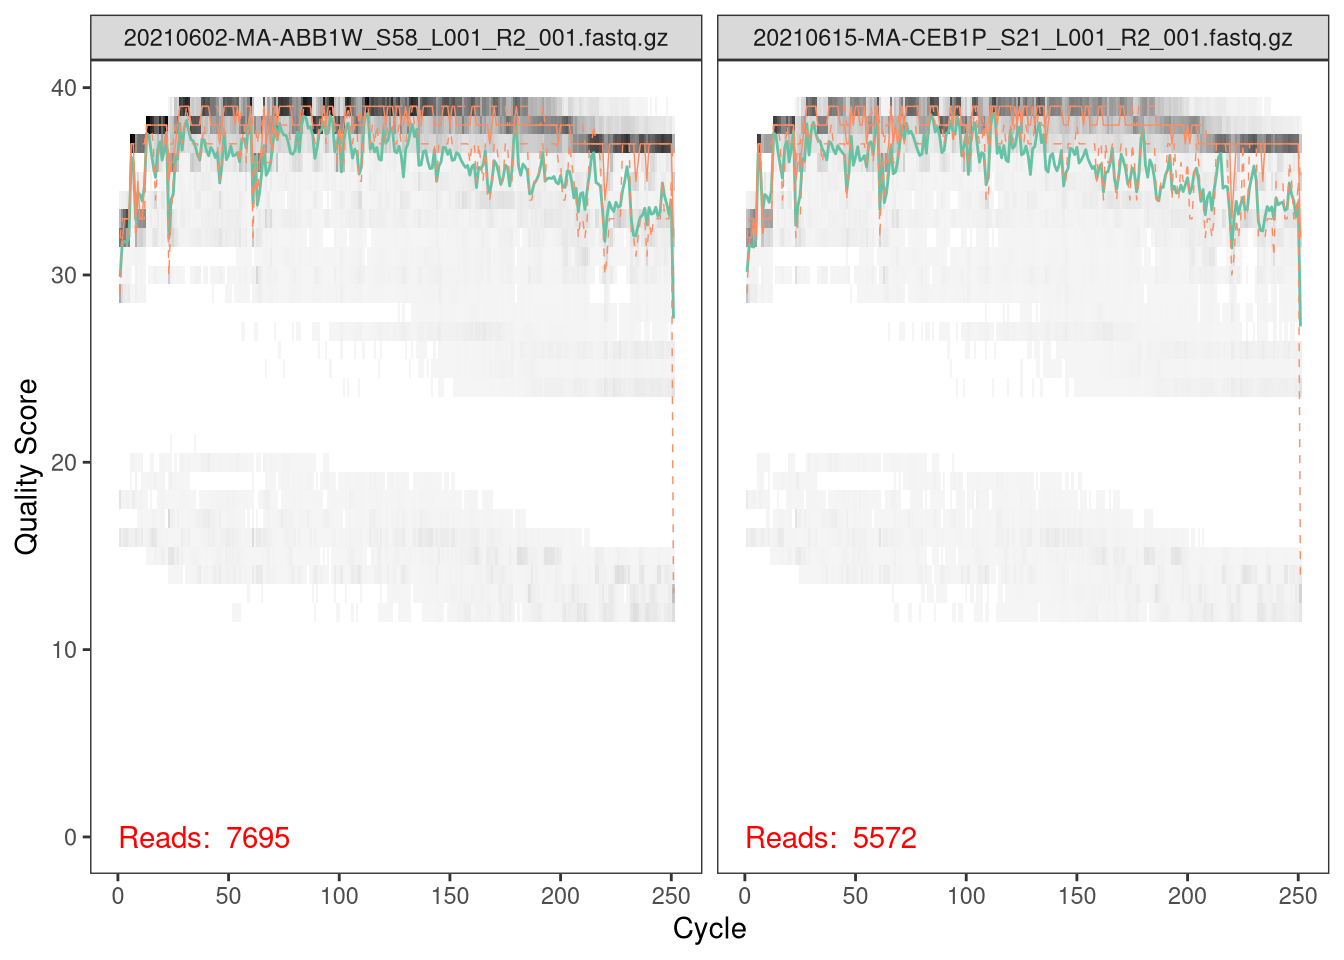 20210602-MA-ABB1W_S58_L001_R2_001.fastq.gz
20210615-MA-CEB1P_S21_L001_R2_001.fastq.gz
Quality Score
40
30
20
10
0
Reads: 7695
Reads: 5572
0 50 100 150 200 250
0 50 100 150 200 250
Cycle